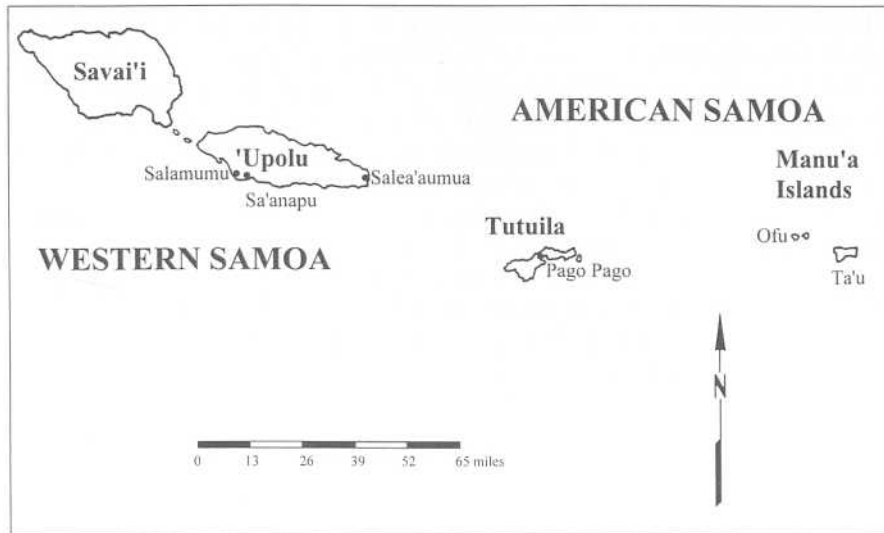 Savai'i
AMERICAN SAMOA
'Upolu
Manu'a
Islands
Salamumu
Salea'aumua
Sa'anapu
Tutuila
Ofu
WESTERN SAMOA
Pago Pago
Ta'u
N
0 13 26 39 52 65 miles